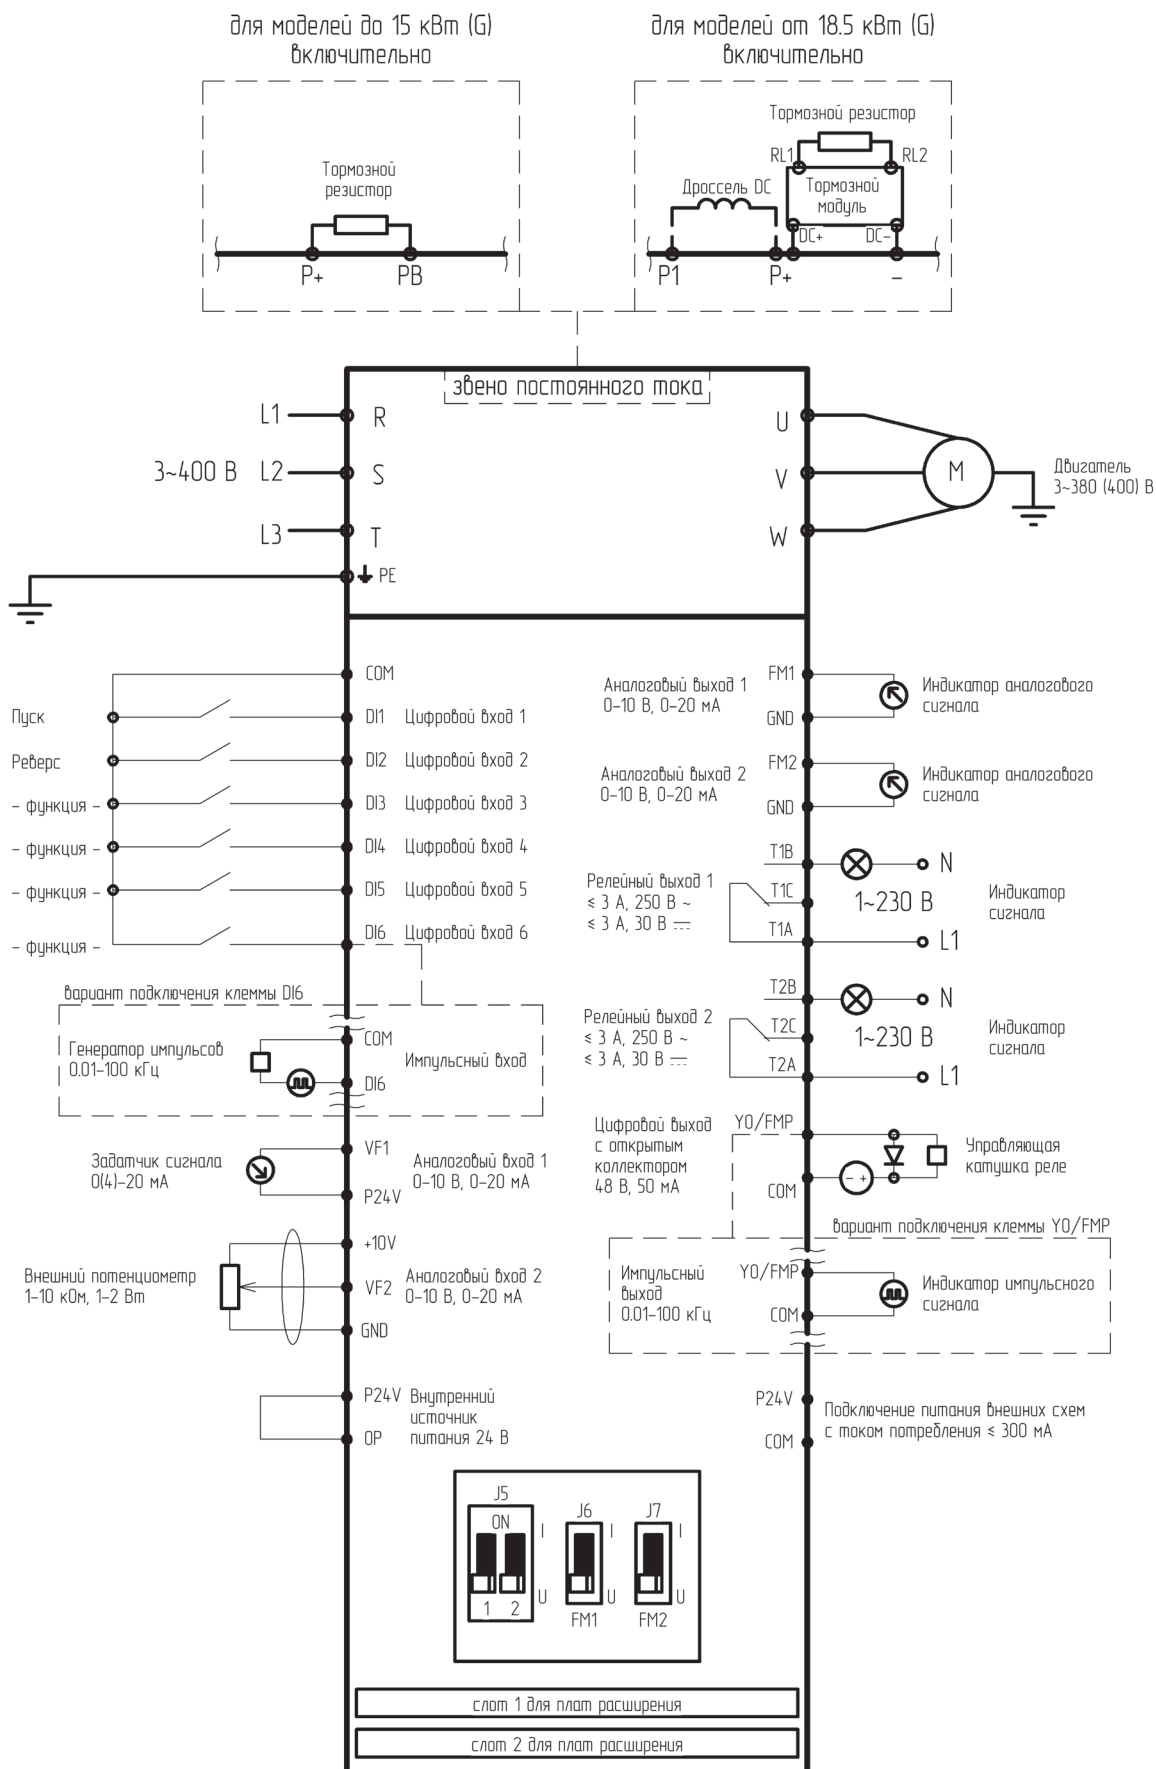 для моделей до 15 кВт (G)
включительно
для моделей от 18.5 кВт (G)
включительно
Тормозной
резистор
P+
PB
Тормозной резистор
RL1
RL2
Дроссель DC
Тормозной
модуль
DC+
DC-
P1
P+
-
звено постоянного тока
L1
R
3~400 В
L2
S
L3
T
PE
U
V
W
M
Двигатель
3~380 (400) В
COM
Пуск
DI1
Цифровой вход 1
Реверс
DI2
Цифровой вход 2
- функция -
DI3
Цифровой вход 3
- функция -
DI4
Цифровой вход 4
- функция -
DI5
Цифровой вход 5
- функция -
DI6
Цифровой вход 6
вариант подключения клеммы DI6
Генератор импульсов
0.01-100 кГц
COM
Импульсный вход
DI6
Задатчик сигнала
0(4)-20 мА
VF1
P24V
Аналоговый вход 1
0-10 В, 0-20 мА
Внешний потенциометр
1-10 кОм, 1-2 Вт
+10V
VF2
GND
Аналоговый вход 2
0-10 В, 0-20 мА
P24V
OP
Внутренний
источник
питания 24 В
Аналоговый выход 1
0-10 В, 0-20 мА
FM1
GND
Индикатор аналогового
сигнала
Аналоговый выход 2
0-10 В, 0-20 мА
FM2
GND
Индикатор аналогового
сигнала
Релейный выход 1
≤ 3 А, 250 В ~
≤ 3 А, 30 В ⎓
T1B
T1C
T1A
N
1~230 В
L1
Индикатор
сигнала
Релейный выход 2
≤ 3 А, 250 В ~
≤ 3 А, 30 В ⎓
T2B
T2C
T2A
N
1~230 В
L1
Индикатор
сигнала
Цифровой выход
с открытым
коллектором
48 В, 50 мА
YO/FMP
COM
- +
Управляющая
катушка реле
вариант подключения клеммы YO/FMP
Импульсный
выход
0.01-100 кГц
YO/FMP
COM
Индикатор импульсного
сигнала
P24V
COM
Подключение питания внешних схем
с током потребления ≤ 300 мА
J5
ON
I
U
1 2
J6
I
U
FM1
J7
I
U
FM2
слот 1 для плат расширения
слот 2 для плат расширения